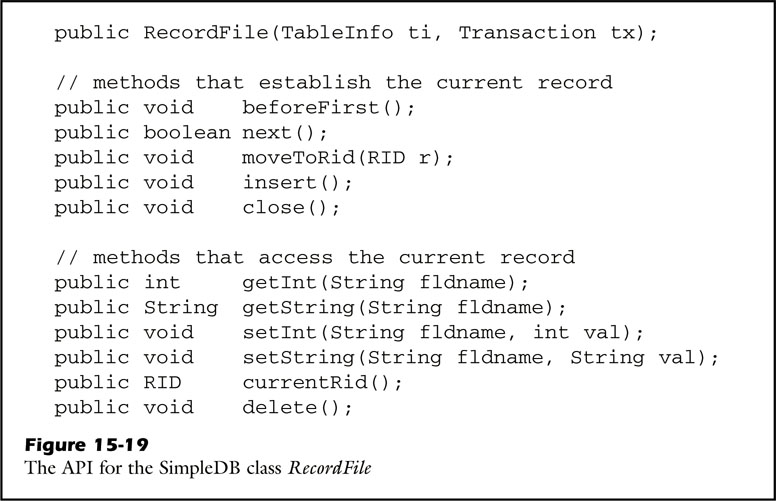 public RecordFile(TableInfo ti, Transaction tx);
// methods that establish the current record
public void beforeFirst();
public boolean next();
public void moveToRid(RID r);
public void insert();
public void close();
// methods that access the current record
public int getInt(String fldname);
public String getString(String fldname);
public void setInt(String fldname, int val);
public void setString(String fldname, String val);
public RID currentRid();
public void delete();
Figure 15-19
The API for the SimpleDB class RecordFile